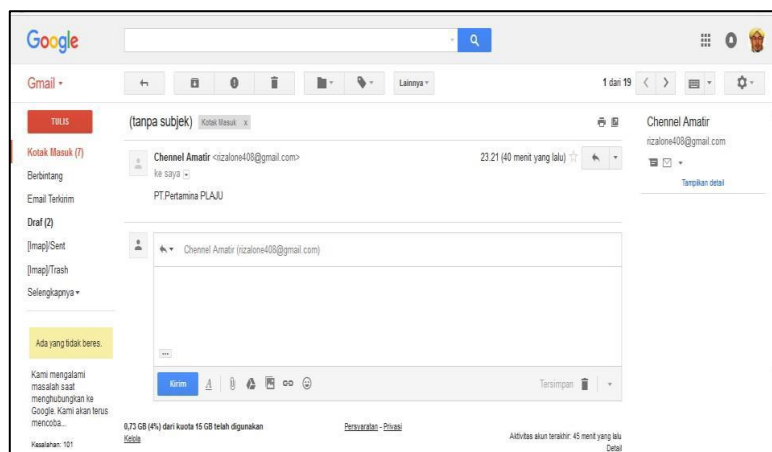 Google
Gmail
Lainnya
1 dari 19
TULIS
Kotak Masuk (7)
Berbintang
Email Terkirim
Draf (2)
[Imap]/Sent
[Imap]/Trash
Selengkapnya
Ada yang tidak beres.
Kami mengalami
masalah saat
menghubungkan ke
Google. Kami akan terus
mencoba...
Kesalahan: 101
(tanpa subjek) Kotak Masuk x
Chennel Amatir <rizalone408@gmail.com>
23.21 (40 menit yang lalu)
ke saya
PT.Pertamina PLAJU
Chennel Amatir (rizalone408@gmail.com)
Kirim
Tersimpan
0,73 GB (4%) dari kuota 15 GB telah digunakan
Kelola
Persyaratan - Privasi
Aktivitas akun terakhir: 45 menit yang lalu
Detail
Chennel Amatir
rizalone408@gmail.com
Tampilkan detail